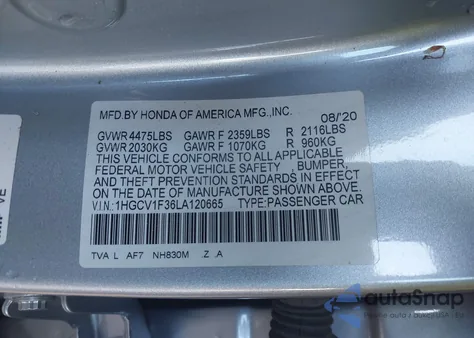 MFD.BY HONDA OF AMERICA MFG.,INC. 08/'20
GVWR 4475LBS GAWR F 2359LBS R 2116LBS
GVWR 2030KG GAWR F 1070KG R 960KG
THIS VEHICLE CONFORMS TO ALL APPLICABLE
FEDERAL MOTOR VEHICLE SAFETY, BUMPER,
AND THEFT PREVENTION STANDARDS IN EFFECT
ON THE DATE OF MANUFACTURE SHOWN ABOVE.
V.I.N: 1HGCV1F36LA120665 TYPE:PASSENGER CAR
TVA L AF7 NH830M .Z .A
VE
autoSnap